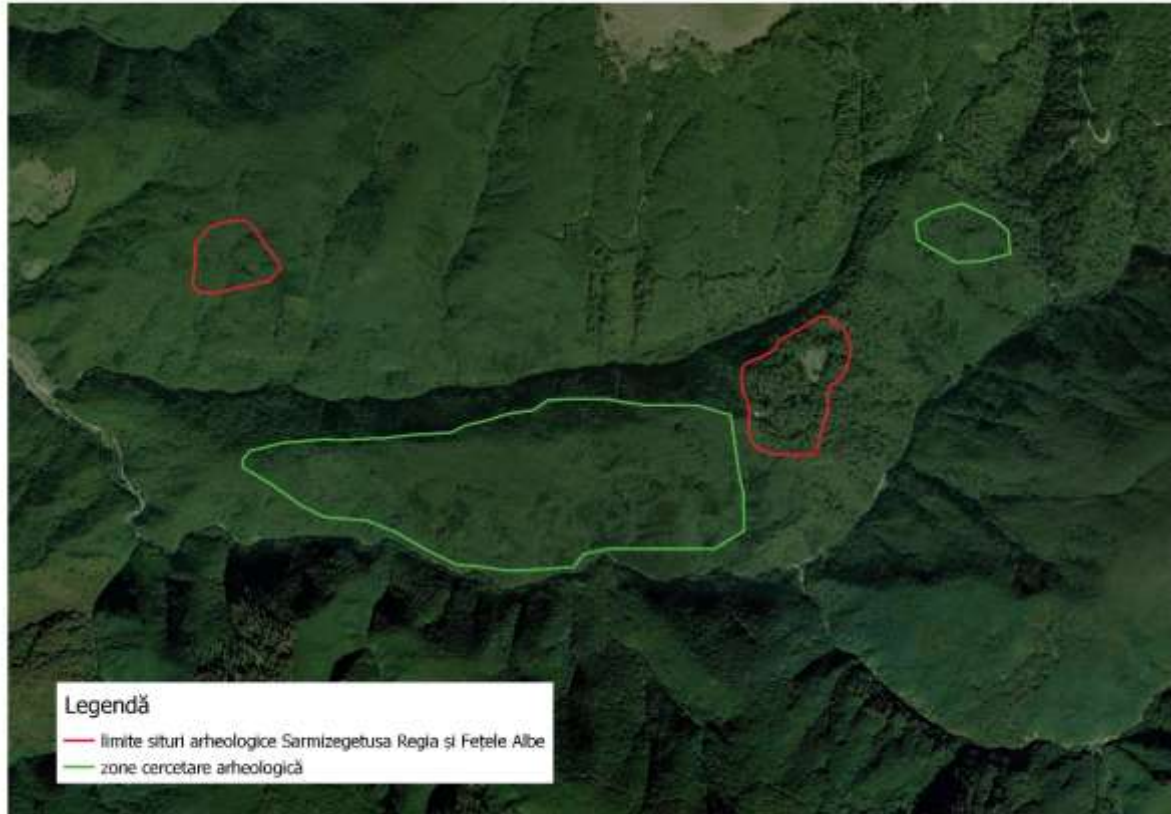 Legendă
limite situri arheologice Sarmizegetusa Regia și Fețele Albe
zone cercetare arheologică